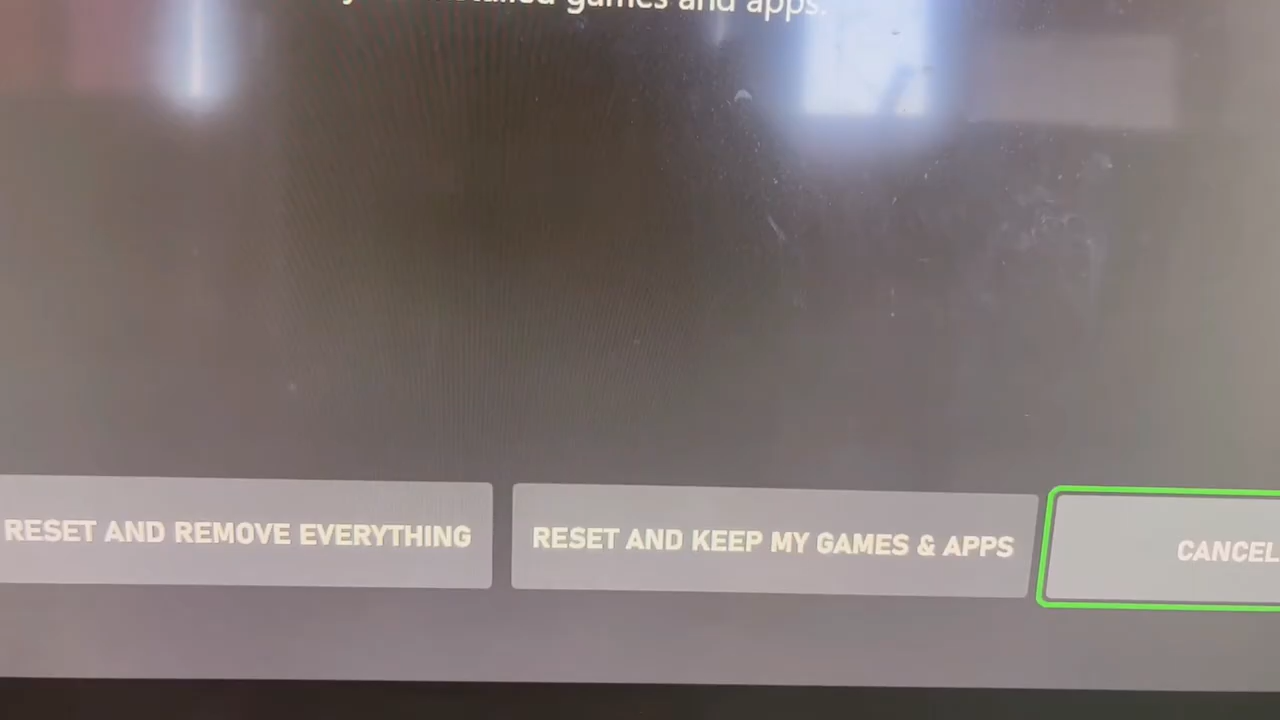 games and apps.
RESET AND REMOVE EVERYTHING
RESET AND KEEP MY GAMES & APPS
CANCEL